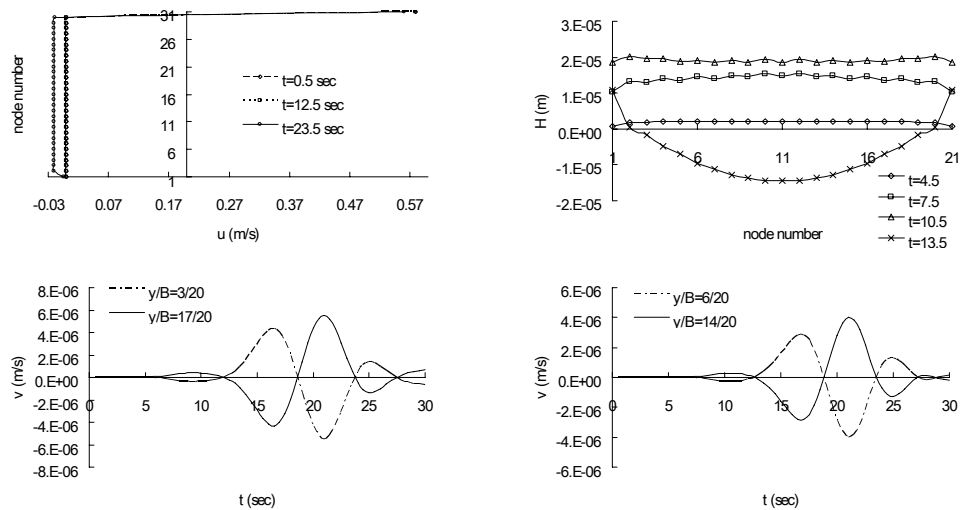 31
26
21
16
11
6
1
node number
t=0.5 sec
t=12.5 sec
t=23.5 sec
-0.03 0.07 0.17 0.27 0.37 0.47 0.57
u (m/s)
3.E-05
2.E-05
1.E-05
0.E+00
-1.E-05
-2.E-05
H (m)
1 6 11 16 21
t=4.5
t=7.5
t=10.5
t=13.5
node number
8.E-06
6.E-06
4.E-06
2.E-06
0.E+00
-2.E-06
-4.E-06
-6.E-06
-8.E-06
v (m/s)
y/B=3/20
y/B=17/20
0 5 10 15 20 25 30
t (sec)
6.E-06
4.E-06
2.E-06
0.E+00
-2.E-06
-4.E-06
-6.E-06
v (m/s)
y/B=6/20
y/B=14/20
0 5 10 15 20 25 30
t (sec)